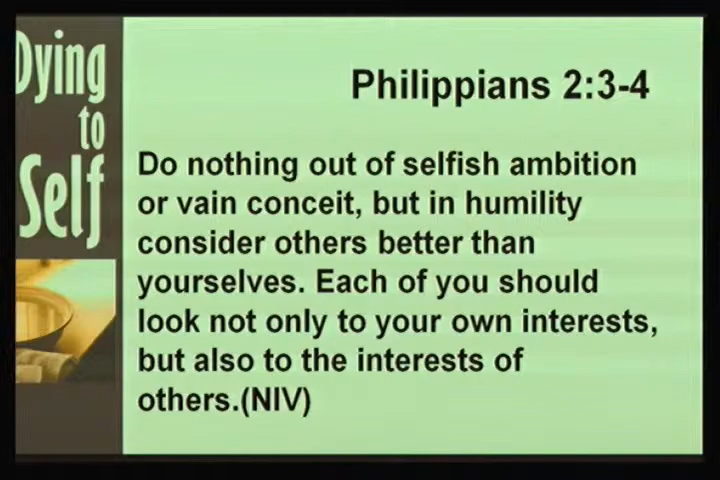 Dying
to
Self
Philippians 2:3-4
Do nothing out of selfish ambition
or vain conceit, but in humility
consider others better than
yourselves. Each of you should
look not only to your own interests,
but also to the interests of
others.(NIV)